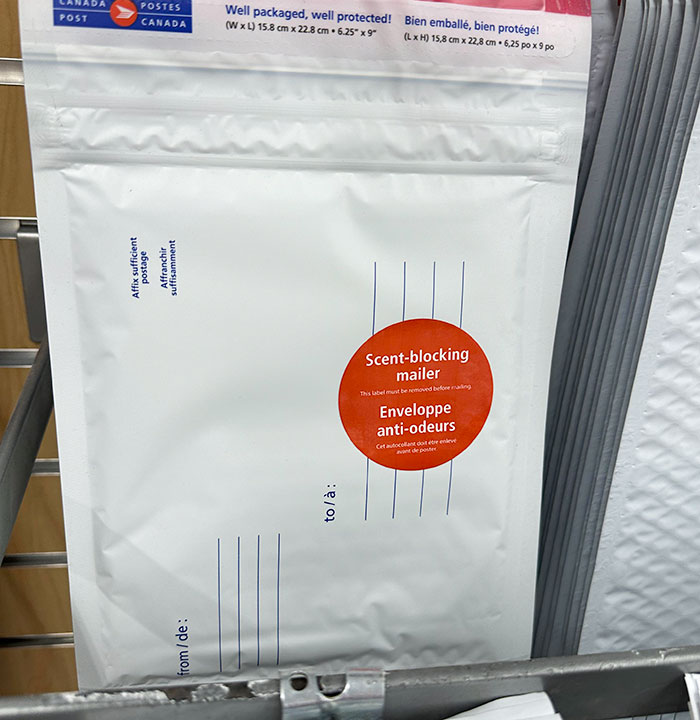 CANADA
POST
POSTES
CANADA
Well packaged, well protected!
(W x L) 15.8 cm x 22.8 cm • 6.25" x 9"
Bien emballé, bien protégé!
(L x H) 15,8 cm x 22,8 cm • 6,25 po x 9 po
Affix sufficient
postage
Affranchir
suffisamment
Scent-blocking
mailer
This label must be removed before mailing.
Enveloppe
anti-odeurs
Cet autocollant doit être enlevé
avant de poster
to / à :
from / de :